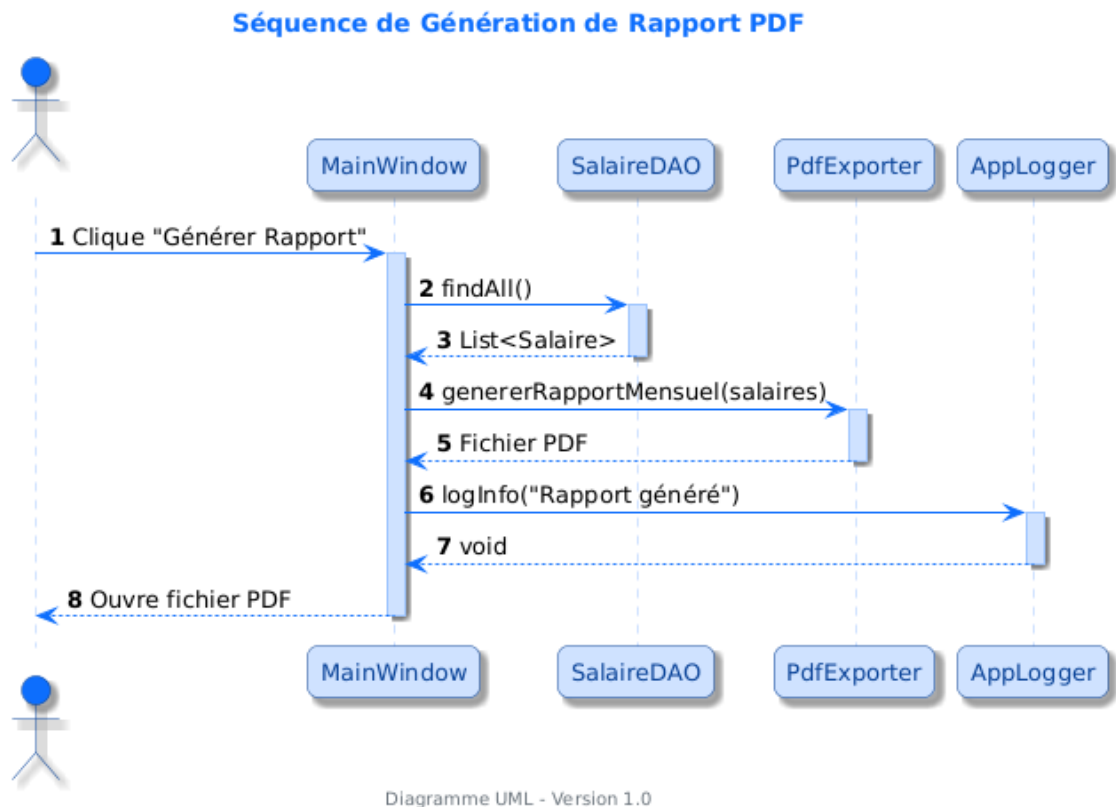 Séquence de Génération de Rapport PDF
MainWindow
SalaireDAO
PdfExporter
AppLogger
1 Clique "Générer Rapport"
2 findAll()
3 List<Salaire>
4 genererRapportMensuel(salaires)
5 Fichier PDF
6 logInfo("Rapport généré")
7 void
8 Ouvre fichier PDF
MainWindow
SalaireDAO
PdfExporter
AppLogger
Diagramme UML - Version 1.0